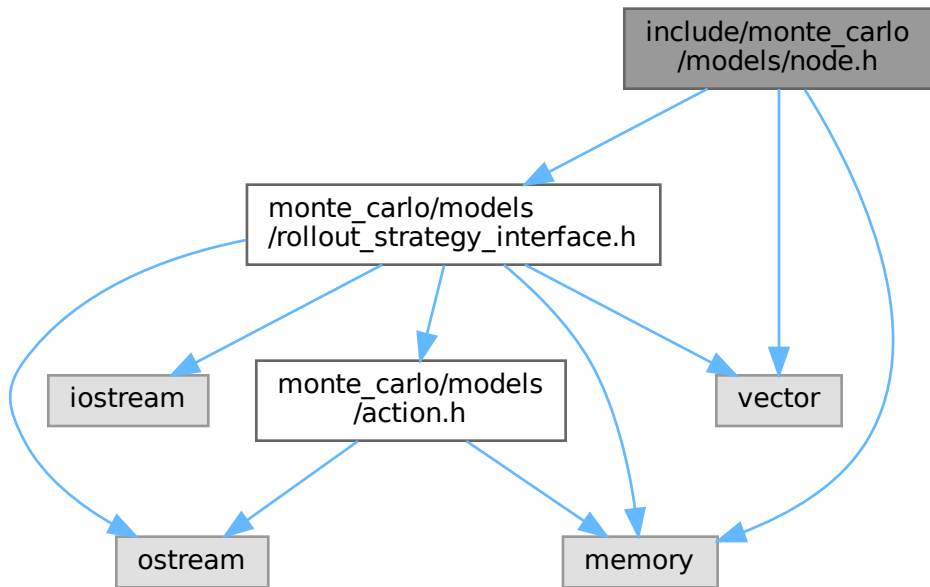 include/monte_carlo
/models/node.h
monte_carlo/models
/rollout_strategy_interface.h
iostream
monte_carlo/models
/action.h
vector
ostream
memory